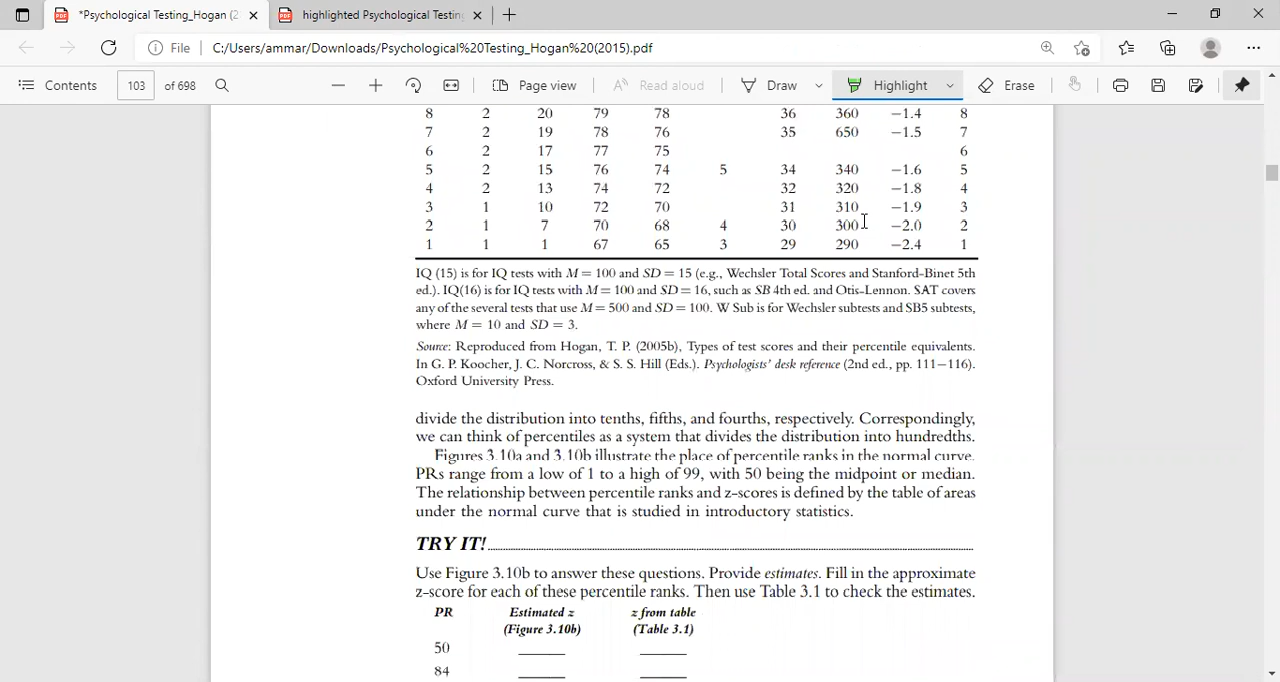 *Psychological Testing_Hogan (2
highlighted Psychological Testing
File C:/Users/ammar/Downloads/Psychological%20Testing_Hogan%20(2015).pdf
Contents 103 of 698 Page view Read aloud Draw Highlight Erase
8 2 20 79 78 36 360 −1.4 8
7 2 19 78 76 35 650 −1.5 7
6 2 17 77 75 6
5 2 15 76 74 5 34 340 −1.6 5
4 2 13 74 72 32 320 −1.8 4
3 1 10 72 70 31 310 −1.9 3
2 1 7 70 68 4 30 300 −2.0 2
1 1 1 67 65 3 29 290 −2.4 1
IQ (15) is for IQ tests with M = 100 and SD = 15 (e.g., Wechsler Total Scores and Stanford-Binet 5th
ed.). IQ(16) is for IQ tests with M = 100 and SD = 16, such as SB 4th ed. and Otis-Lennon. SAT covers
any of the several tests that use M = 500 and SD = 100. W Sub is for Wechsler subtests and SB5 subtests,
where M = 10 and SD = 3.
Source: Reproduced from Hogan, T. P. (2005b), Types of test scores and their percentile equivalents.
In G. P. Koocher, J. C. Norcross, & S. S. Hill (Eds.). Psychologists' desk reference (2nd ed., pp. 111–116).
Oxford University Press.
divide the distribution into tenths, fifths, and fourths, respectively. Correspondingly,
we can think of percentiles as a system that divides the distribution into hundredths.
Figures 3.10a and 3.10b illustrate the place of percentile ranks in the normal curve.
PRs range from a low of 1 to a high of 99, with 50 being the midpoint or median.
The relationship between percentile ranks and z-scores is defined by the table of areas
under the normal curve that is studied in introductory statistics.
TRY IT!
Use Figure 3.10b to answer these questions. Provide estimates. Fill in the approximate
z-score for each of these percentile ranks. Then use Table 3.1 to check the estimates.
PR Estimated z z from table
(Figure 3.10b) (Table 3.1)
50
84